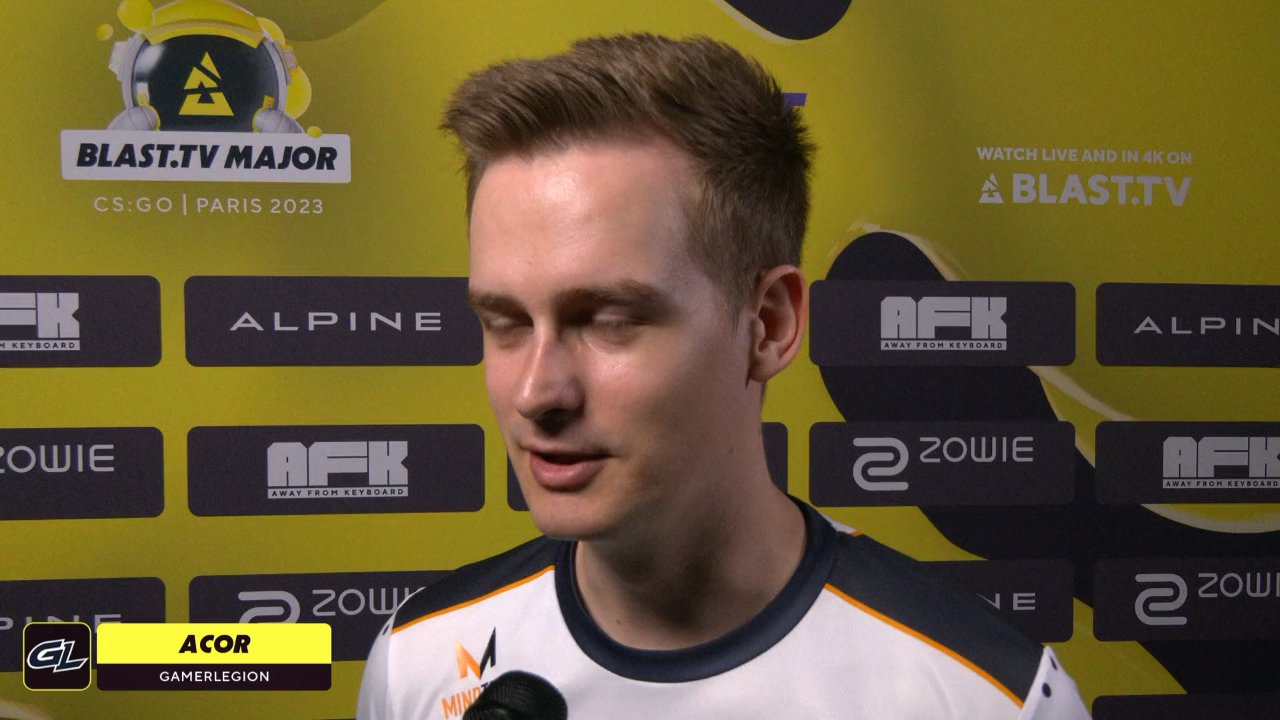 BLAST.TV MAJOR
CS:GO | PARIS 2023
WATCH LIVE AND IN 4K ON
BLAST.TV
AFK
AWAY FROM KEYBOARD
ALPINE
AFK
AWAY FROM KEYBOARD
ALPIN
ZOWIE
AFK
AWAY FROM KEYBOARD
ZOWIE
AFK
AWAY FROM KEYBOARD
ZOWI
GL
ACOR
GAMERLEGION